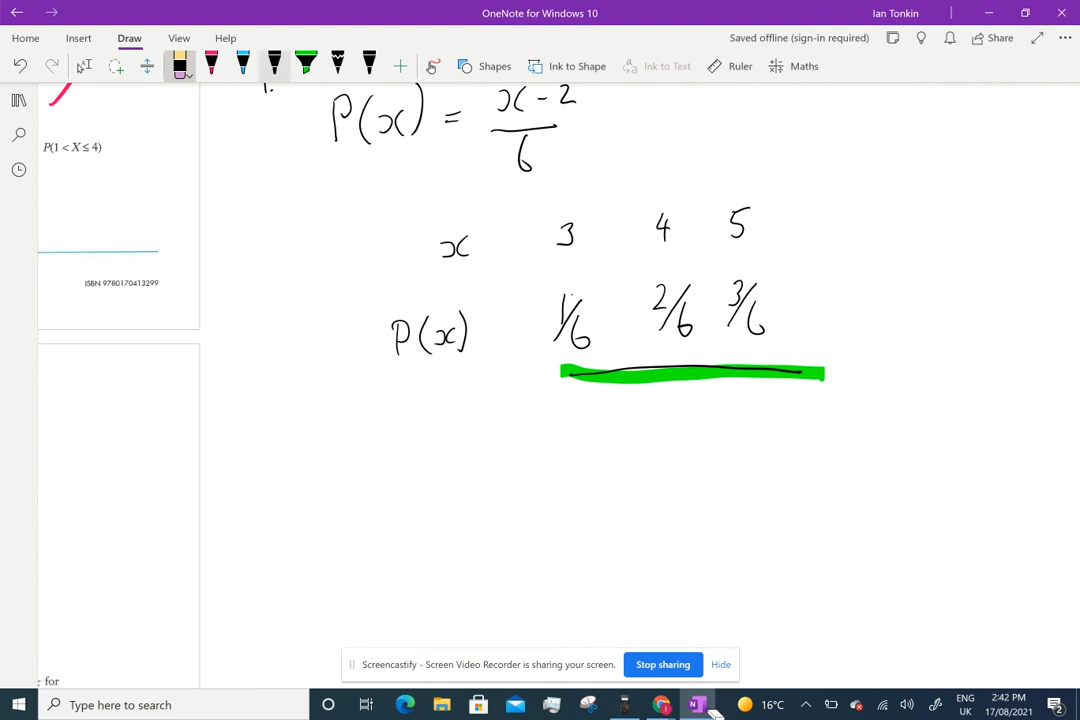 OneNote for Windows 10
Ian Tonkin
Home Insert Draw View Help
Saved offline (sign-in required)
Share
Shapes
Ink to Shape
Ink to Text
Ruler
Maths
1.
P(x) = x - 2
6
P(1 < X ≤ 4)
x 3 4 5
ISBN 9780170413299
P(x) 1/6 2/6 3/6
for
Screencastify - Screen Video Recorder is sharing your screen.
Stop sharing
Hide
Type here to search
16°C
ENG
UK
2:42 PM
17/08/2021
2